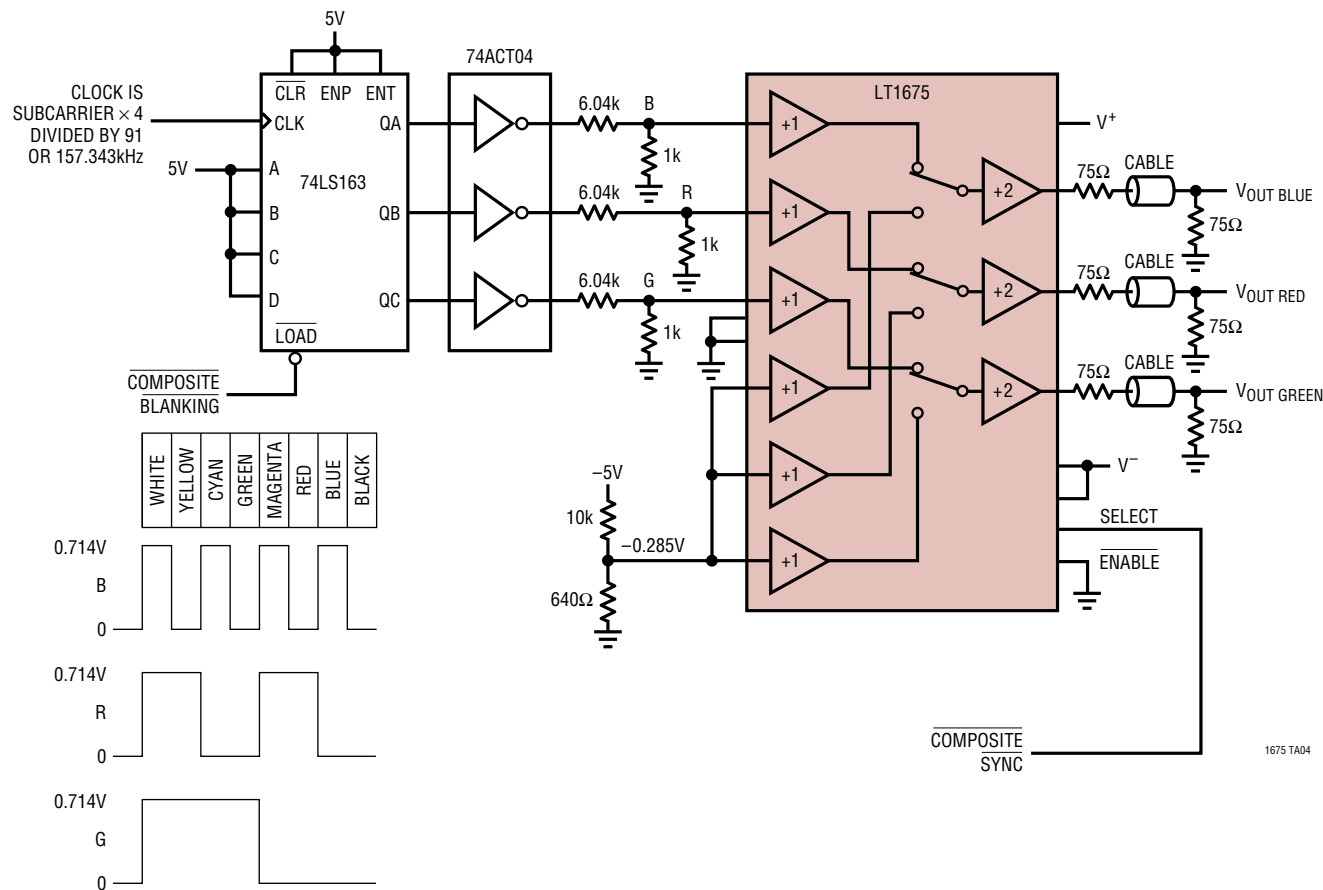 5V
74ACT04
CLOCK IS
SUBCARRIER × 4
DIVIDED BY 91
OR 157.343kHz
CLR ENP ENT
CLK
QA
5V
A
74LS163
B
QB
C
D
QC
LOAD
COMPOSITE
BLANKING
6.04k
B
1k
6.04k
R
1k
6.04k
G
1k
LT1675
+1
+1
+1
+1
+1
+1
+2
+2
+2
V+
75Ω
CABLE
VOUT BLUE
75Ω
75Ω
CABLE
VOUT RED
75Ω
75Ω
CABLE
VOUT GREEN
75Ω
V−
SELECT
ENABLE
−5V
10k
−0.285V
640Ω
COMPOSITE
SYNC
WHITE
YELLOW
CYAN
GREEN
MAGENTA
RED
BLUE
BLACK
0.714V
B
0
0.714V
R
0
0.714V
G
0
1675 TA04